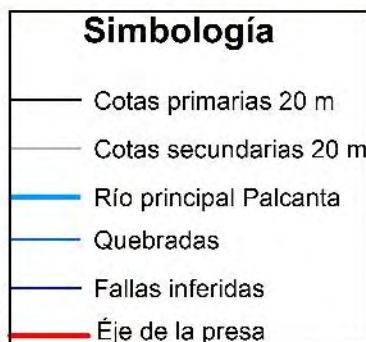 Simbología
Cotas primarias 20 m
Cotas secundarias 20 m
Río principal Palcanta
Quebradas
Fallas inferidas
Éje de la presa